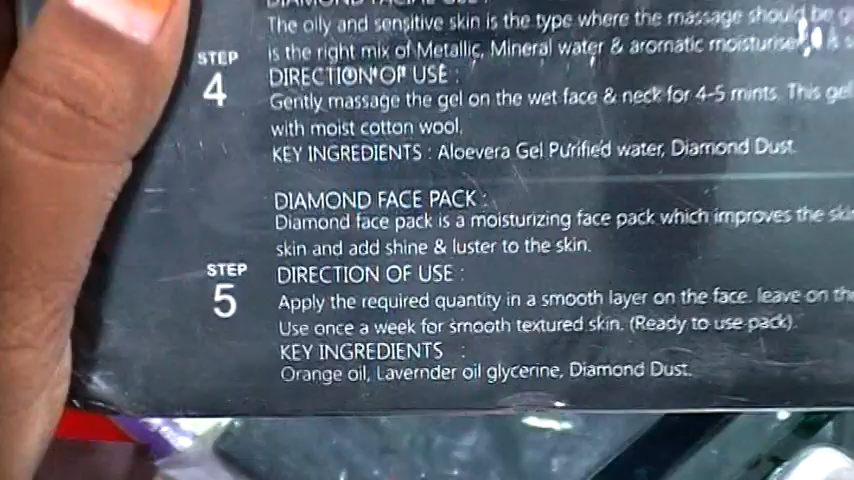 DIAMOND FACIAL GEL :
The oily and sensitive skin is the type where the massage should be
is the right mix of Metallic, Mineral water & aromatic moisturiser &
STEP
4
DIRECTION OF USE :
Gently massage the gel on the wet face & neck for 4-5 mints. This gel
with moist cotton wool,
KEY INGREDIENTS : Aloevera Gel Purified water, Diamond Dust.
DIAMOND FACE PACK :
Diamond face pack is a moisturizing face pack which improves the
skin and add shine & luster to the skin.
STEP
5
DIRECTION OF USE :
Apply the required quantity in a smooth layer on the face. leave on the
Use once a week for smooth textured skin. (Ready to use pack).
KEY INGREDIENTS :
Orange oil, Lavernder oil glycerine, Diamond Dust.